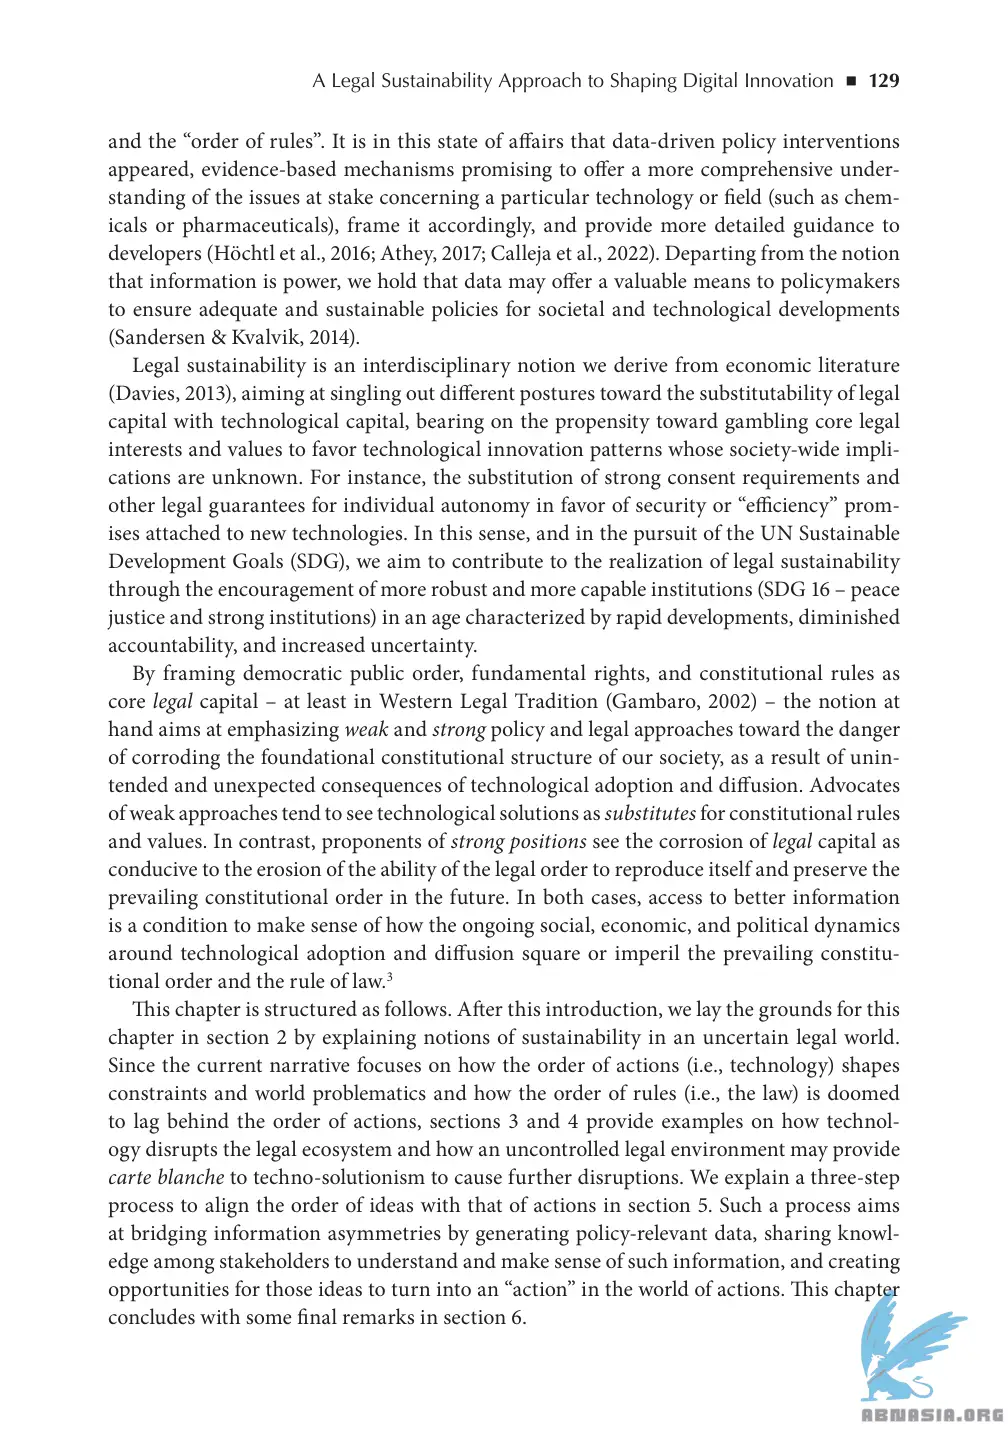 A Legal Sustainability Approach to Shaping Digital Innovation ■ 129
and the “order of rules”. It is in this state of affairs that data-driven policy interventions
appeared, evidence-based mechanisms promising to offer a more comprehensive under-
standing of the issues at stake concerning a particular technology or field (such as chem-
icals or pharmaceuticals), frame it accordingly, and provide more detailed guidance to
developers (Höchtl et al., 2016; Athey, 2017; Calleja et al., 2022). Departing from the notion
that information is power, we hold that data may offer a valuable means to policymakers
to ensure adequate and sustainable policies for societal and technological developments
(Sandersen & Kvalvik, 2014).
Legal sustainability is an interdisciplinary notion we derive from economic literature
(Davies, 2013), aiming at singling out different postures toward the substitutability of legal
capital with technological capital, bearing on the propensity toward gambling core legal
interests and values to favor technological innovation patterns whose society-wide impli-
cations are unknown. For instance, the substitution of strong consent requirements and
other legal guarantees for individual autonomy in favor of security or “efficiency” prom-
ises attached to new technologies. In this sense, and in the pursuit of the UN Sustainable
Development Goals (SDG), we aim to contribute to the realization of legal sustainability
through the encouragement of more robust and more capable institutions (SDG 16 – peace
justice and strong institutions) in an age characterized by rapid developments, diminished
accountability, and increased uncertainty.
By framing democratic public order, fundamental rights, and constitutional rules as
core legal capital – at least in Western Legal Tradition (Gambaro, 2002) – the notion at
hand aims at emphasizing weak and strong policy and legal approaches toward the danger
of corroding the foundational constitutional structure of our society, as a result of unin-
tended and unexpected consequences of technological adoption and diffusion. Advocates
of weak approaches tend to see technological solutions as substitutes for constitutional rules
and values. In contrast, proponents of strong positions see the corrosion of legal capital as
conducive to the erosion of the ability of the legal order to reproduce itself and preserve the
prevailing constitutional order in the future. In both cases, access to better information
is a condition to make sense of how the ongoing social, economic, and political dynamics
around technological adoption and diffusion square or imperil the prevailing constitu-
tional order and the rule of law.³
This chapter is structured as follows. After this introduction, we lay the grounds for this
chapter in section 2 by explaining notions of sustainability in an uncertain legal world.
Since the current narrative focuses on how the order of actions (i.e., technology) shapes
constraints and world problematics and how the order of rules (i.e., the law) is doomed
to lag behind the order of actions, sections 3 and 4 provide examples on how technol-
ogy disrupts the legal ecosystem and how an uncontrolled legal environment may provide
carte blanche to techno-solutionism to cause further disruptions. We explain a three-step
process to align the order of ideas with that of actions in section 5. Such a process aims
at bridging information asymmetries by generating policy-relevant data, sharing knowl-
edge among stakeholders to understand and make sense of such information, and creating
opportunities for those ideas to turn into an “action” in the world of actions. This chapter
concludes with some final remarks in section 6.
ABNASIA.ORG